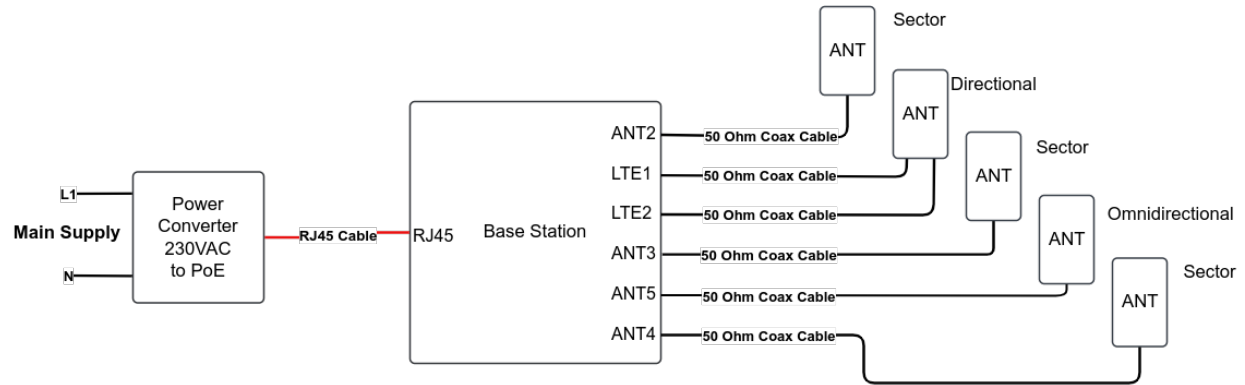 Sector
ANT
Directional
ANT
Sector
ANT
Omnidirectional
ANT
Sector
ANT
L1
Main Supply
N
Power
Converter
230VAC
to PoE
RJ45 Cable
RJ45
Base Station
ANT2
50 Ohm Coax Cable
LTE1
50 Ohm Coax Cable
LTE2
50 Ohm Coax Cable
ANT3
50 Ohm Coax Cable
ANT5
50 Ohm Coax Cable
ANT4
50 Ohm Coax Cable